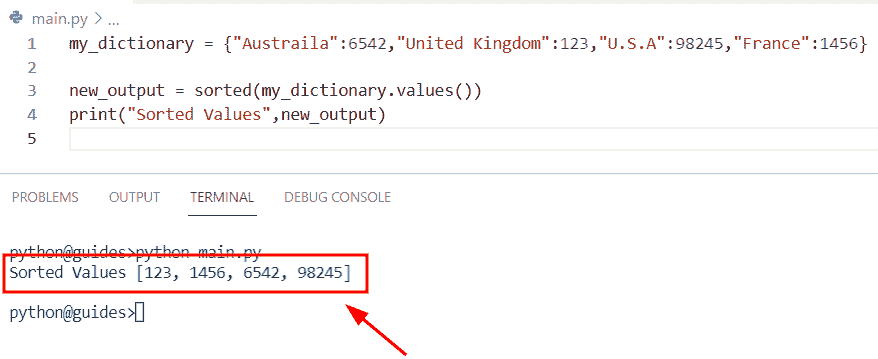 main.py > ...
1 my_dictionary = {"Austraila":6542,"United Kingdom":123,"U.S.A":98245,"France":1456}
2
3 new_output = sorted(my_dictionary.values())
4 print("Sorted Values",new_output)
5
PROBLEMS OUTPUT TERMINAL DEBUG CONSOLE
python@guides>python main.py
Sorted Values [123, 1456, 6542, 98245]
python@guides>